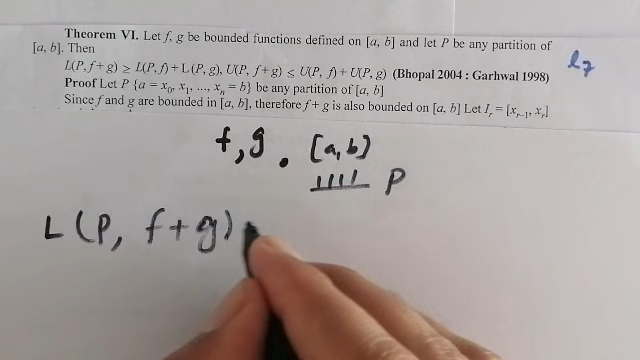 Theorem VI. Let f, g be bounded functions defined on [a, b] and let P be any partition of
[a, b]. Then
L(P, f + g) ≥ L(P, f) + L (P, g), U(P, f + g) ≤ U(P, f) + U(P, g) (Bhopal 2004 : Garhwal 1998)
Proof Let P {a = x₀, x₁, ..., xₙ = b} be any partition of [a, b]
Since f and g are bounded in [a, b], therefore f + g is also bounded on [a, b] Let Iᵣ = [xᵣ₋₁, xᵣ]
f, g . [a, b)
P
L (P, f + g)